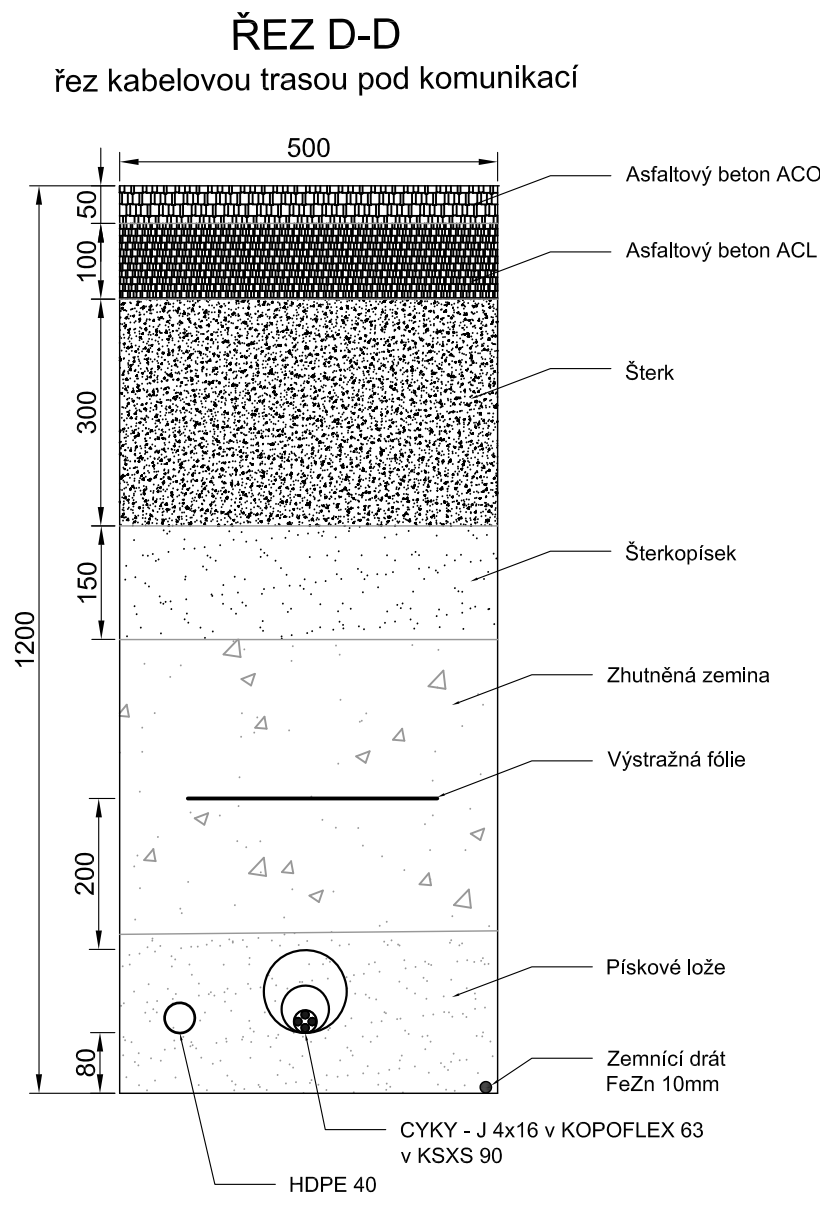 ŘEZ D-D
řez kabelovou trasou pod komunikací
500
50
100
300
150
1200
200
80
Asfaltový beton ACO
Asfaltový beton ACL
Šterk
Šterkopísek
Zhutněná zemina
Výstražná fólie
Pískové lože
Zemnící drát
FeZn 10mm
CYKY - J 4x16 v KOPOFLEX 63
v KSXS 90
HDPE 40